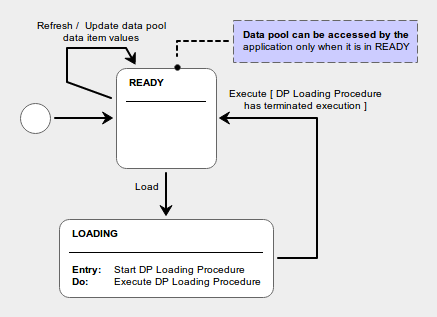 Refresh / Update data pool
data item values
Data pool can be accessed by the
application only when it is in READY
READY
Execute [ DP Loading Procedure
has terminated execution ]
Load
LOADING
Entry: Start DP Loading Procedure
Do: Execute DP Loading Procedure